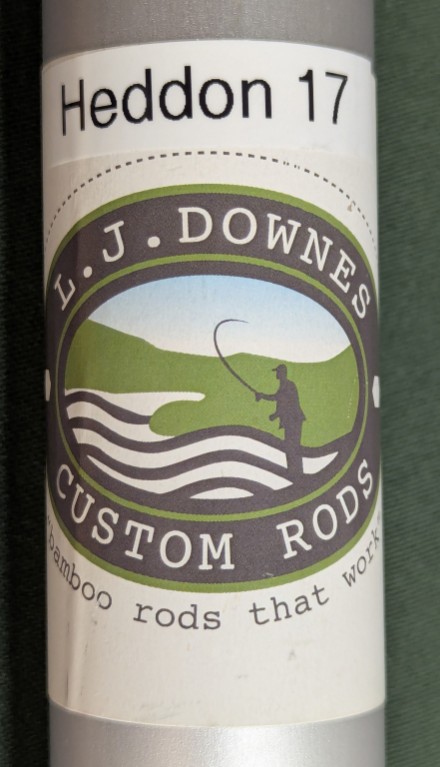 Heddon 17
L.J.DOWNES
CUSTOM RODS
"bamboo rods that work"